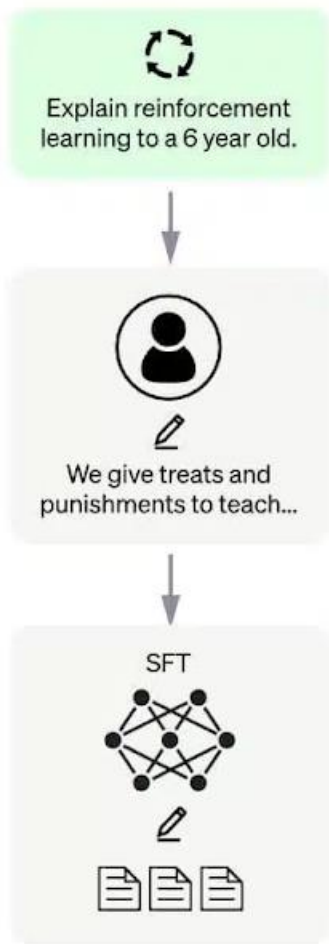 Explain reinforcement
learning to a 6 year old.
We give treats and
punishments to teach...
SFT